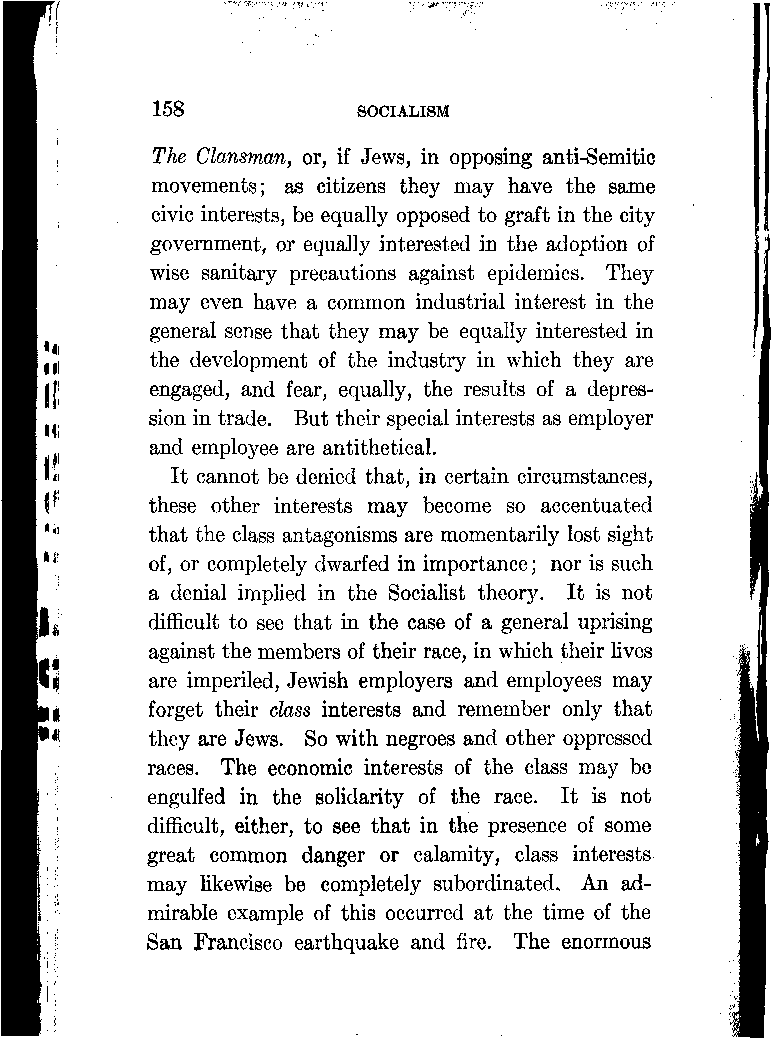 158 SOCIALISM
The Clansman, or, if Jews, in opposing anti-Semitic
movements; as citizens they may have the same
civic interests, be equally opposed to graft in the city
government, or equally interested in the adoption of
wise sanitary precautions against epidemics. They
may even have a common industrial interest in the
general sense that they may be equally interested in
the development of the industry in which they are
engaged, and fear, equally, the results of a depres-
sion in trade. But their special interests as employer
and employee are antithetical.
It cannot be denied that, in certain circumstances,
these other interests may become so accentuated
that the class antagonisms are momentarily lost sight
of, or completely dwarfed in importance; nor is such
a denial implied in the Socialist theory. It is not
difficult to see that in the case of a general uprising
against the members of their race, in which their lives
are imperiled, Jewish employers and employees may
forget their class interests and remember only that
they are Jews. So with negroes and other oppressed
races. The economic interests of the class may be
engulfed in the solidarity of the race. It is not
difficult, either, to see that in the presence of some
great common danger or calamity, class interests
may likewise be completely subordinated. An ad-
mirable example of this occurred at the time of the
San Francisco earthquake and fire. The enormous